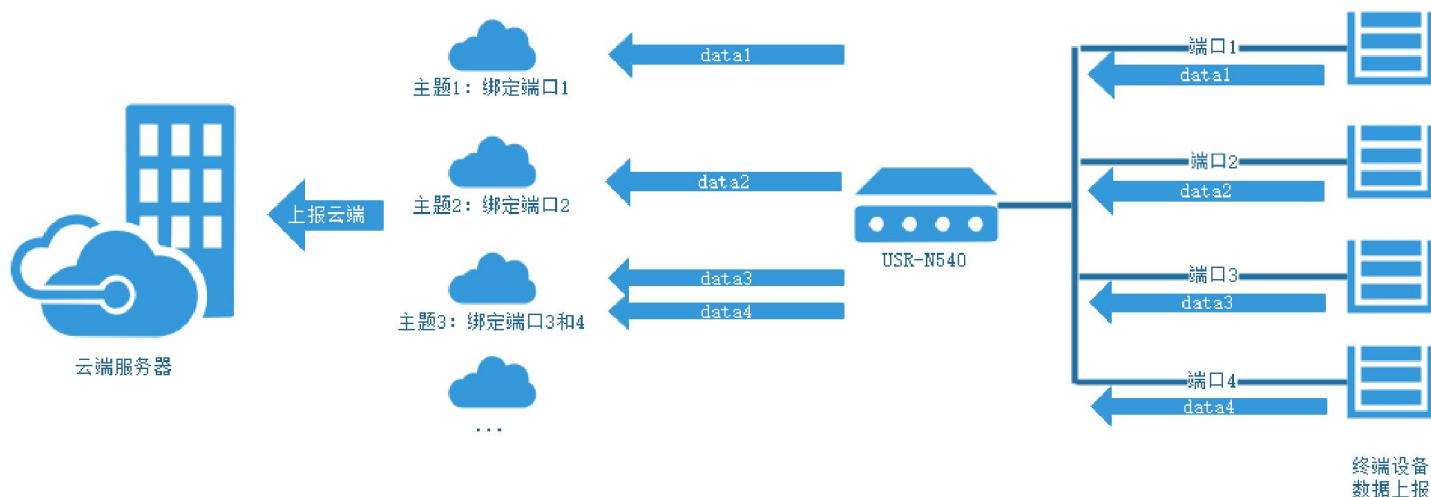 data1
主题1：绑定端口1
端口1
data1
data2
主题2：绑定端口2
端口2
data2
上报云端
USR-N540
data3
data4
主题3：绑定端口3和4
端口3
data3
云端服务器
端口4
data4
...
终端设备
数据上报